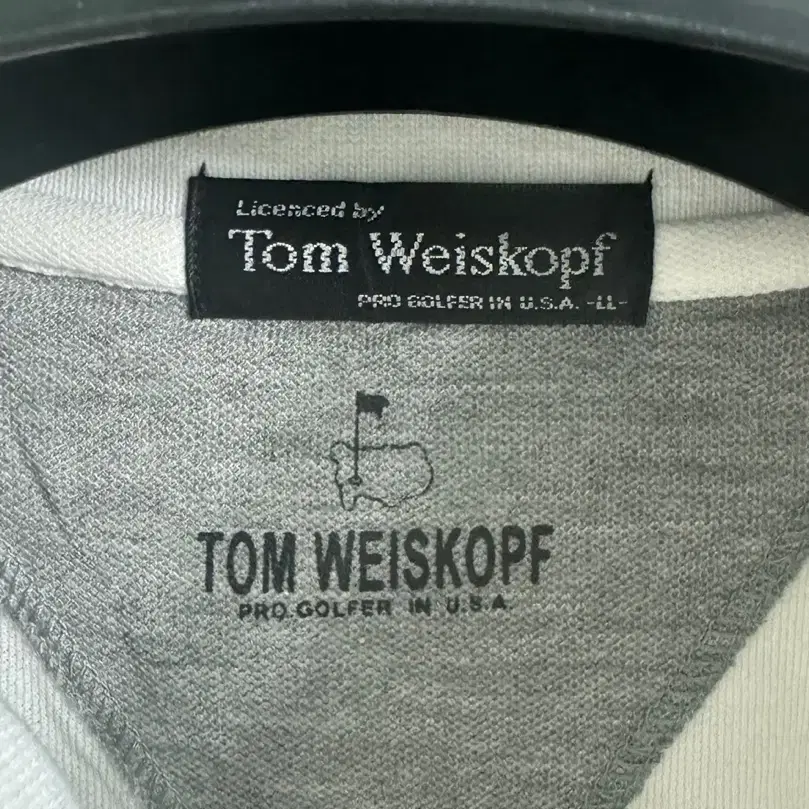 Licenced by
Tom Weiskopf
PRO GOLFER IN U.S.A. -LL-
TOM WEISKOPF
PRO.GOLFER IN U.S.A.